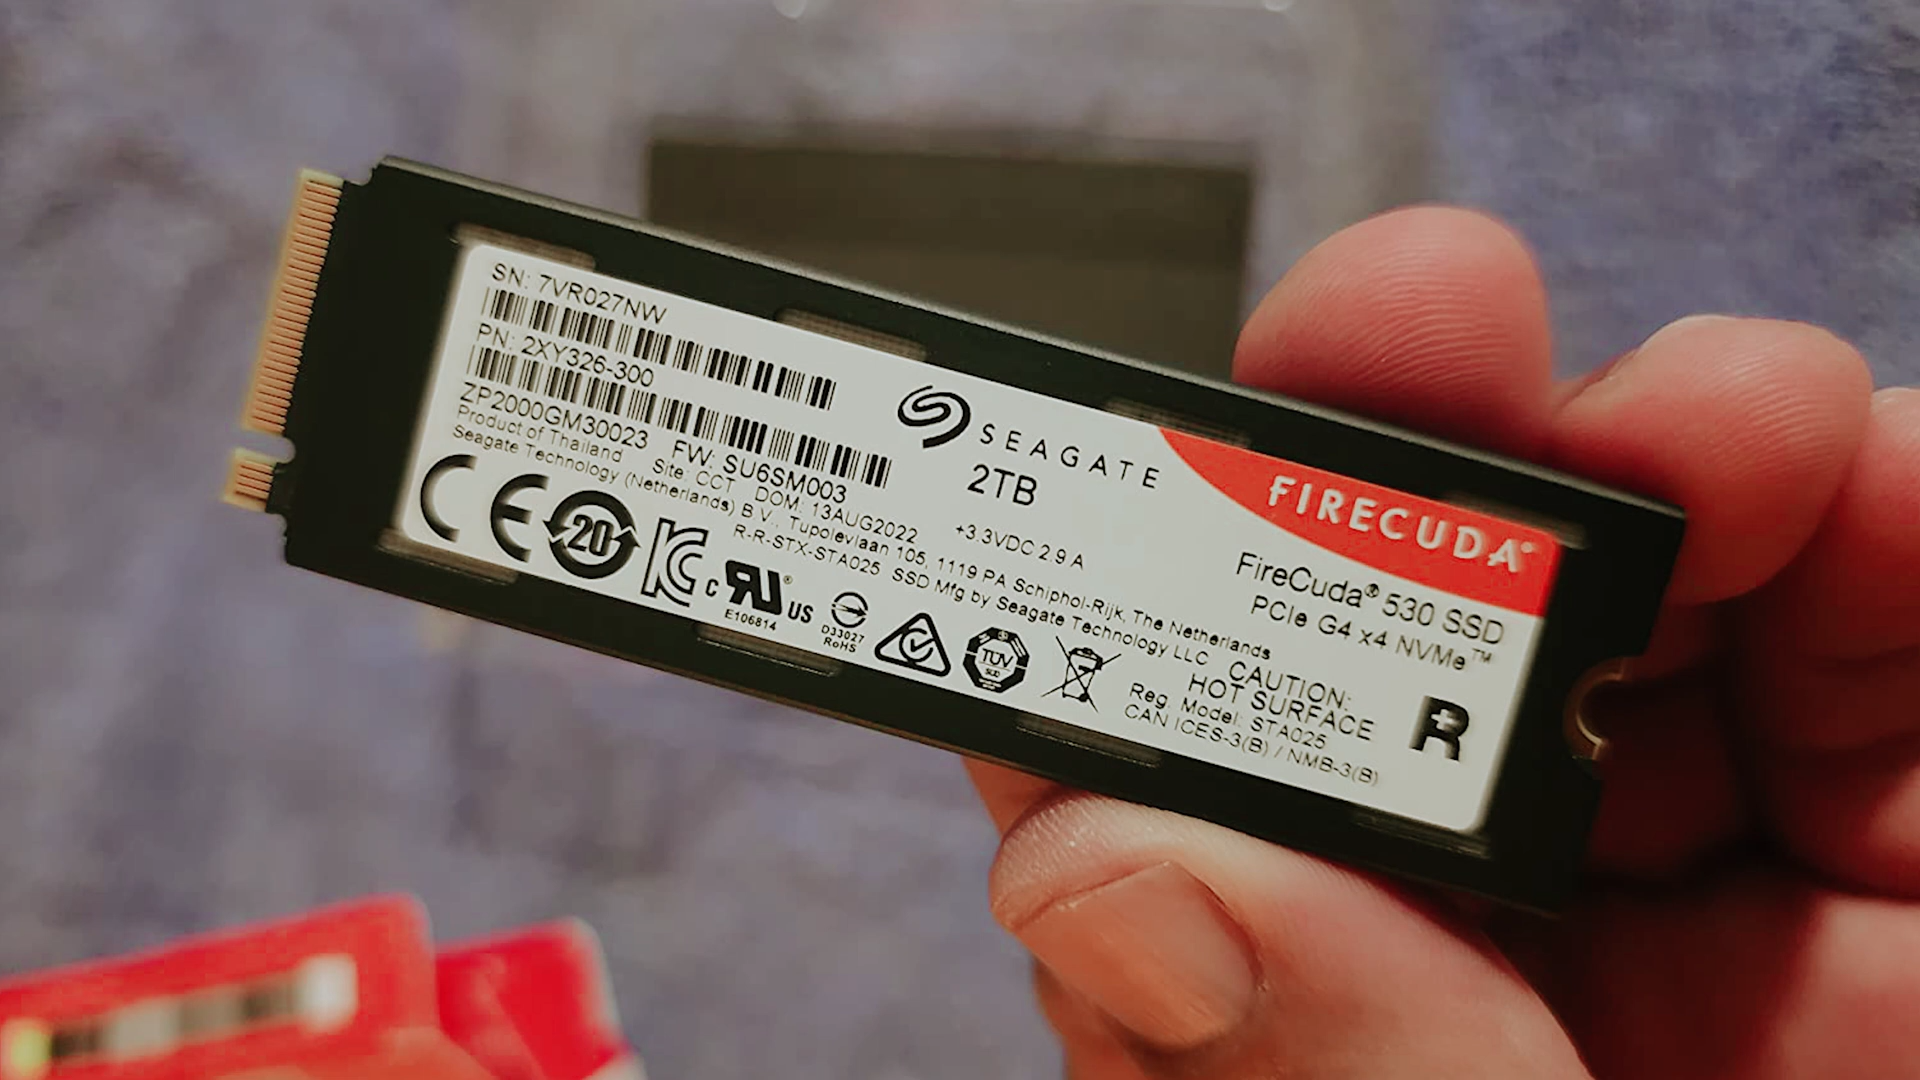 SN: 7VR027NW
PN: 2XY326-300
ZP2000GM30023 FW: SU6SM003
Product of Thailand Site: CCT DOM: 13AUG2022
Seagate Technology (Netherlands) B.V., Tupolevlaan 105, 1119 PA Schiphol-Rijk, The Netherlands
R-R-STX-STA025 SSD Mfg by Seagate Technology LLC
CE 20 KC c RU® US
E106814
D33027
RoHS
TÜV
SÜD
SEAGATE
2TB
+3.3VDC 2.9 A
FIRECUDA®
FireCuda® 530 SSD
PCIe G4 x4 NVMe™
CAUTION:
HOT SURFACE
Reg. Model: STA025
CAN ICES-3(B) / NMB-3(B)
R